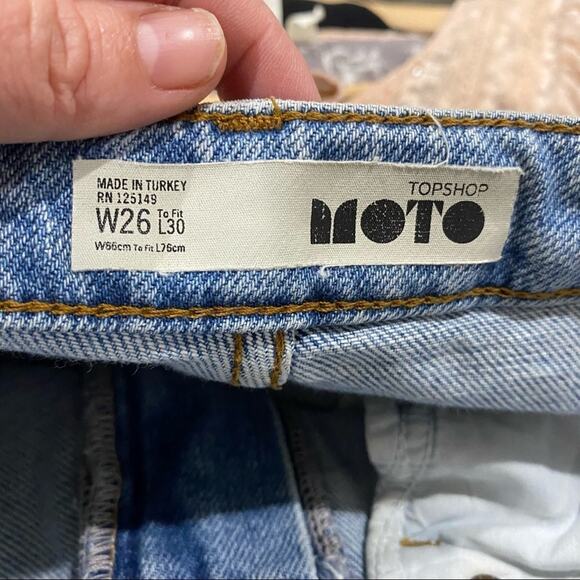 MADE IN TURKEY
RN 125149
W26 To Fit L30
W66cm To Fit L76cm
TOPSHOP
MOTO